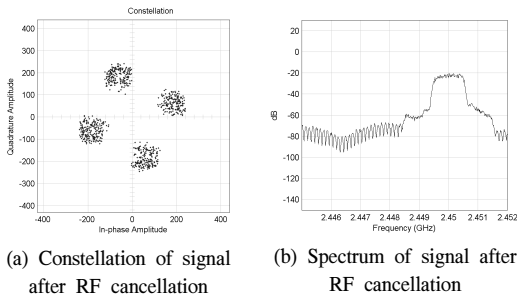 Constellation
400
300
200
100
0
-100
-200
-300
-400
Quadrature Amplitude
-400 -200 0 200 400
In-phase Amplitude
20
0
-20
-40
-60
-80
-100
-120
-140
dB
2.446 2.447 2.448 2.449 2.45 2.451 2.452
Frequency (GHz)
(a) Constellation of signal
after RF cancellation
(b) Spectrum of signal after
RF cancellation